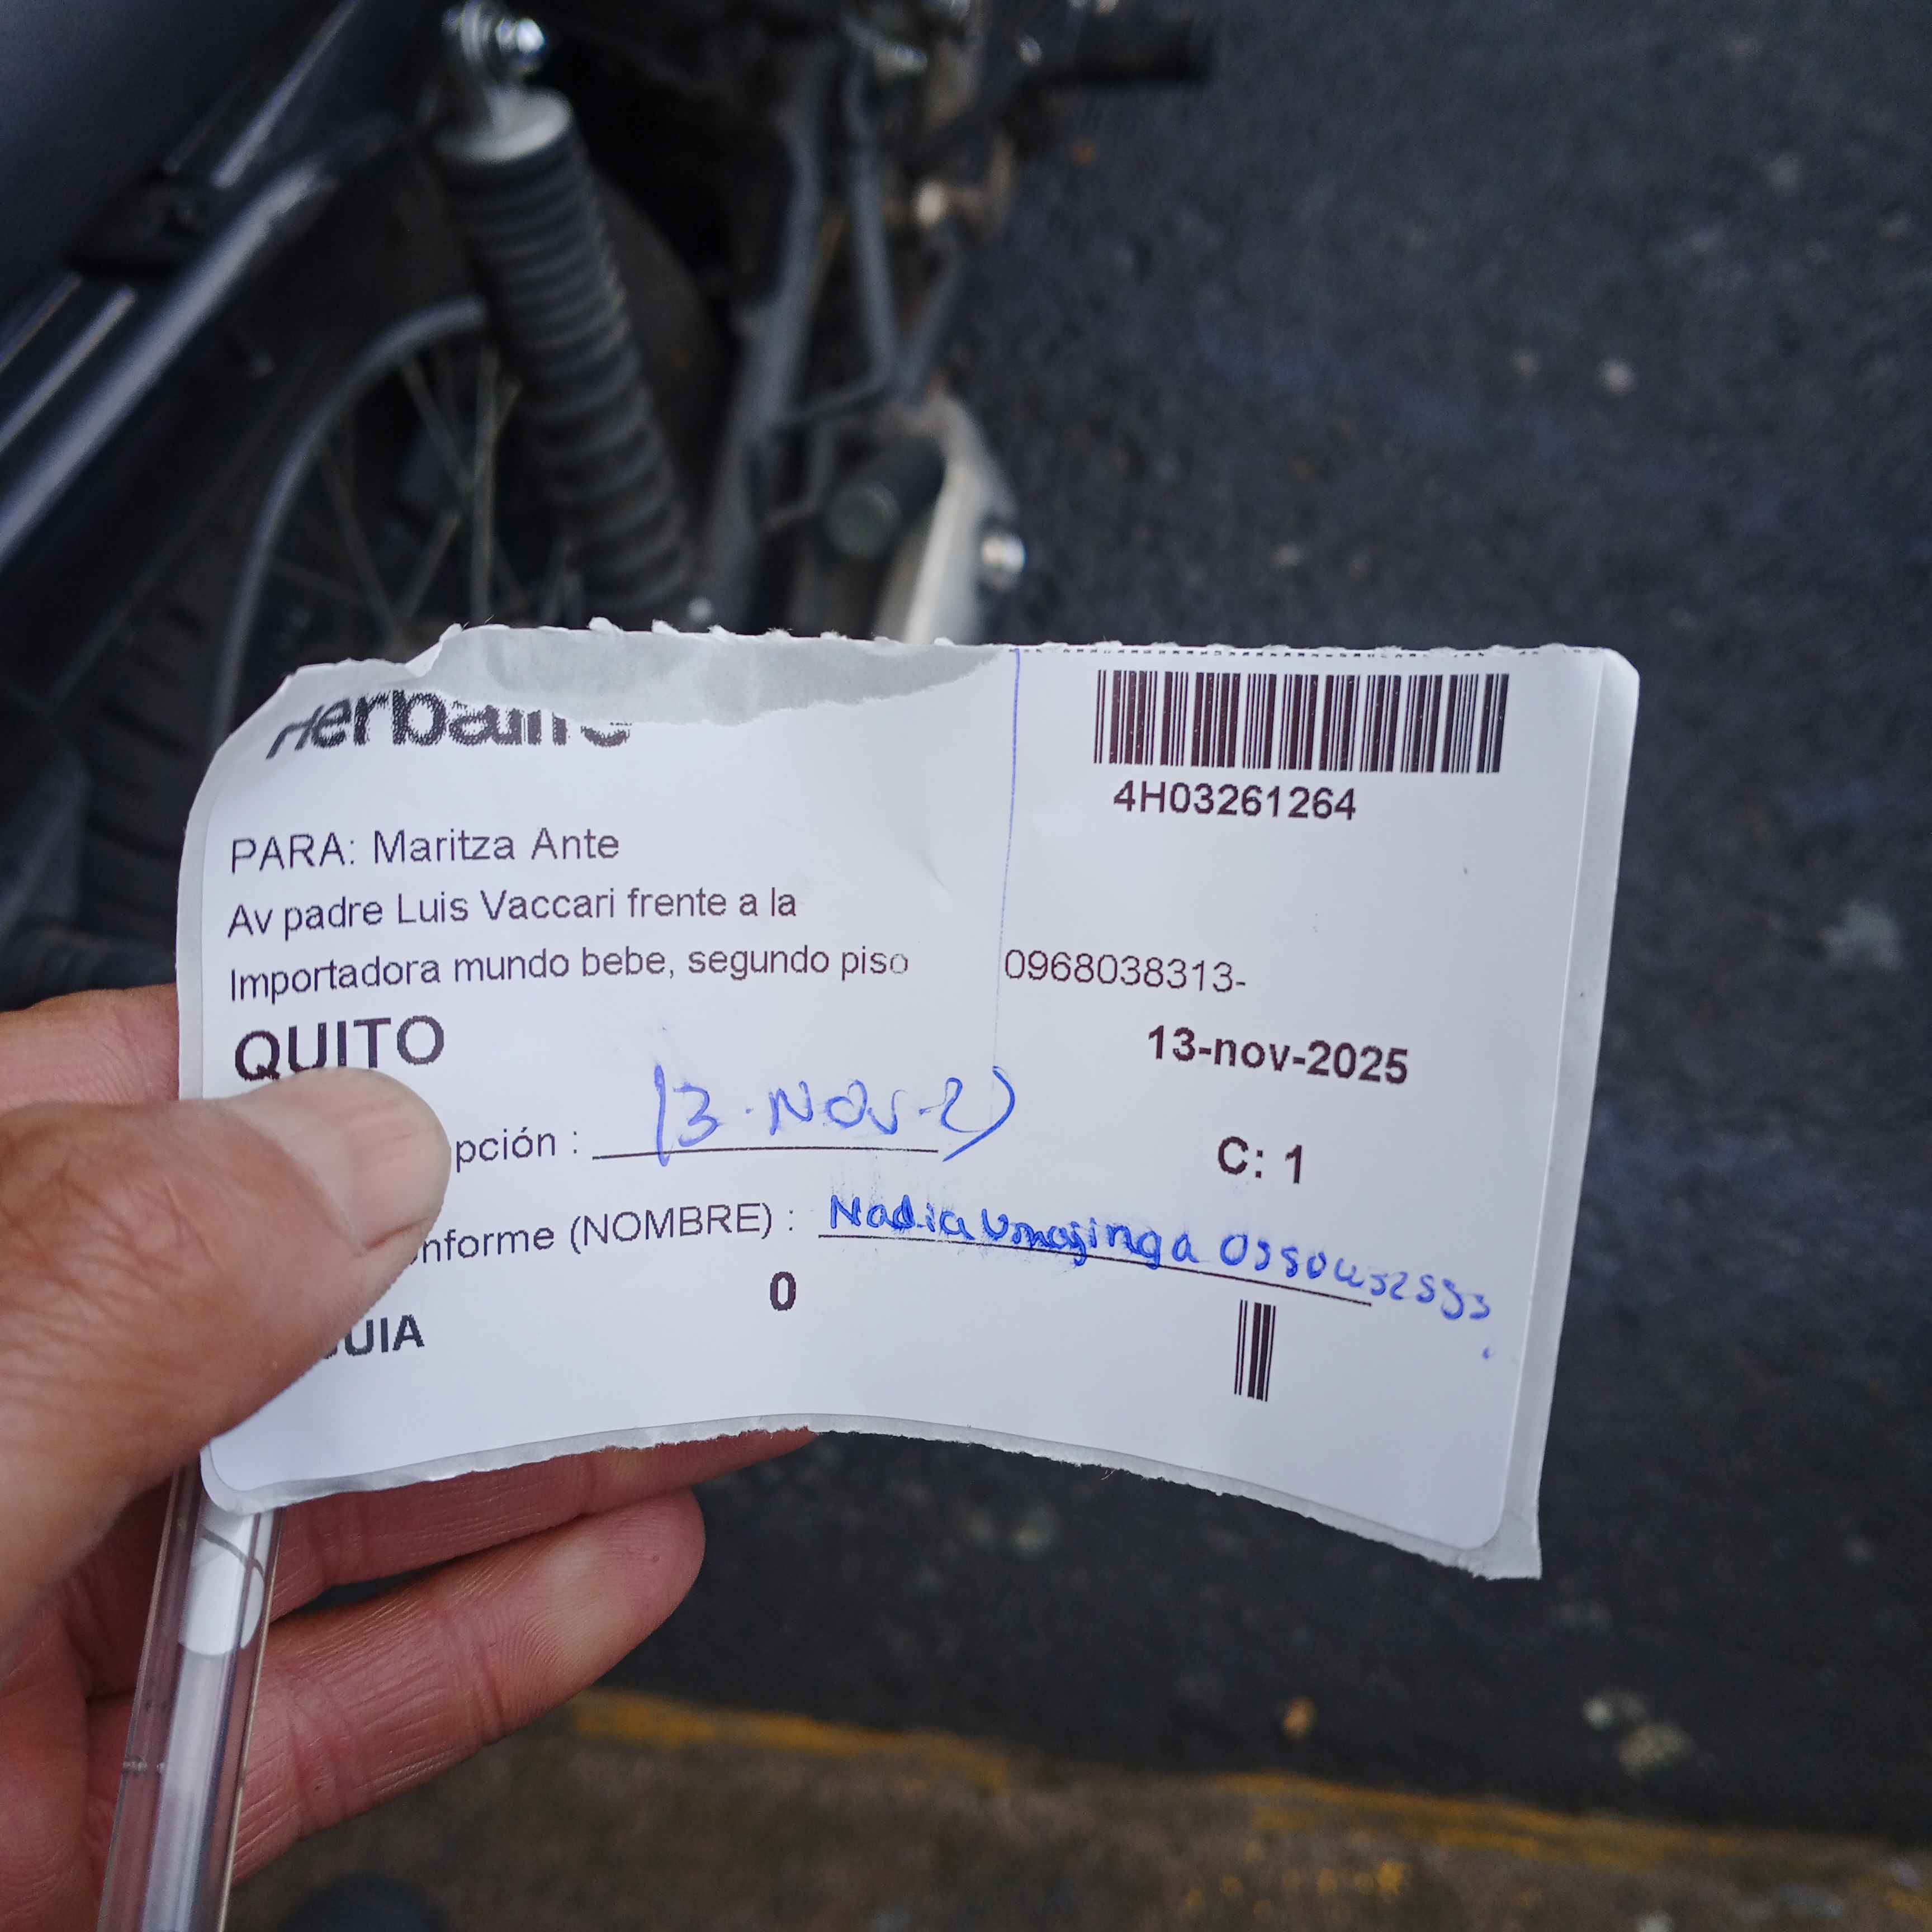 Herbalife
4H03261264
PARA: Maritza Ante
Av padre Luis Vaccari frente a la
Importadora mundo bebe, segundo piso 0968038313-
QUITO
13-nov-2025
pción : 13-NOV-2
C: 1
nforme (NOMBRE) : Nadia Umajinga
0
UIA